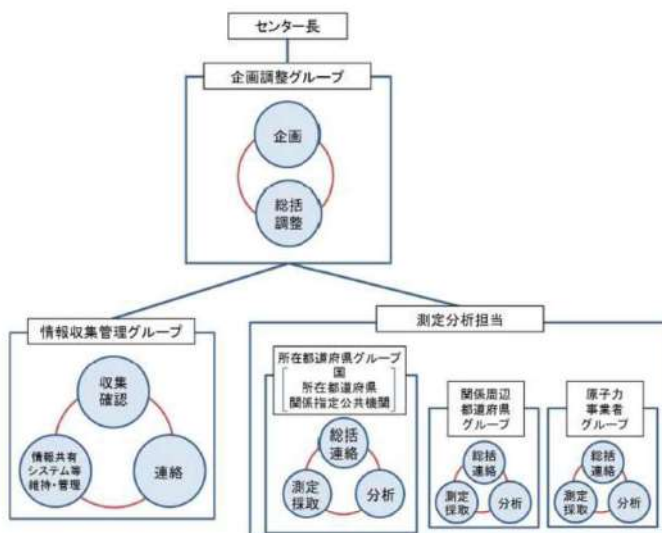 センター長
企画調整グループ
企画
総括
調整
情報収集管理グループ
収集
確認
情報共有
システム等
維持・管理
連絡
測定分析担当
所在都道府県グループ
国
所在都道府県
関係指定公共機関
総括
連絡
測定
採取
分析
関係周辺
都道府県
グループ
総括
連絡
測定
採取
分析
原子力
事業者
グループ
総括
連絡
測定
採取
分析